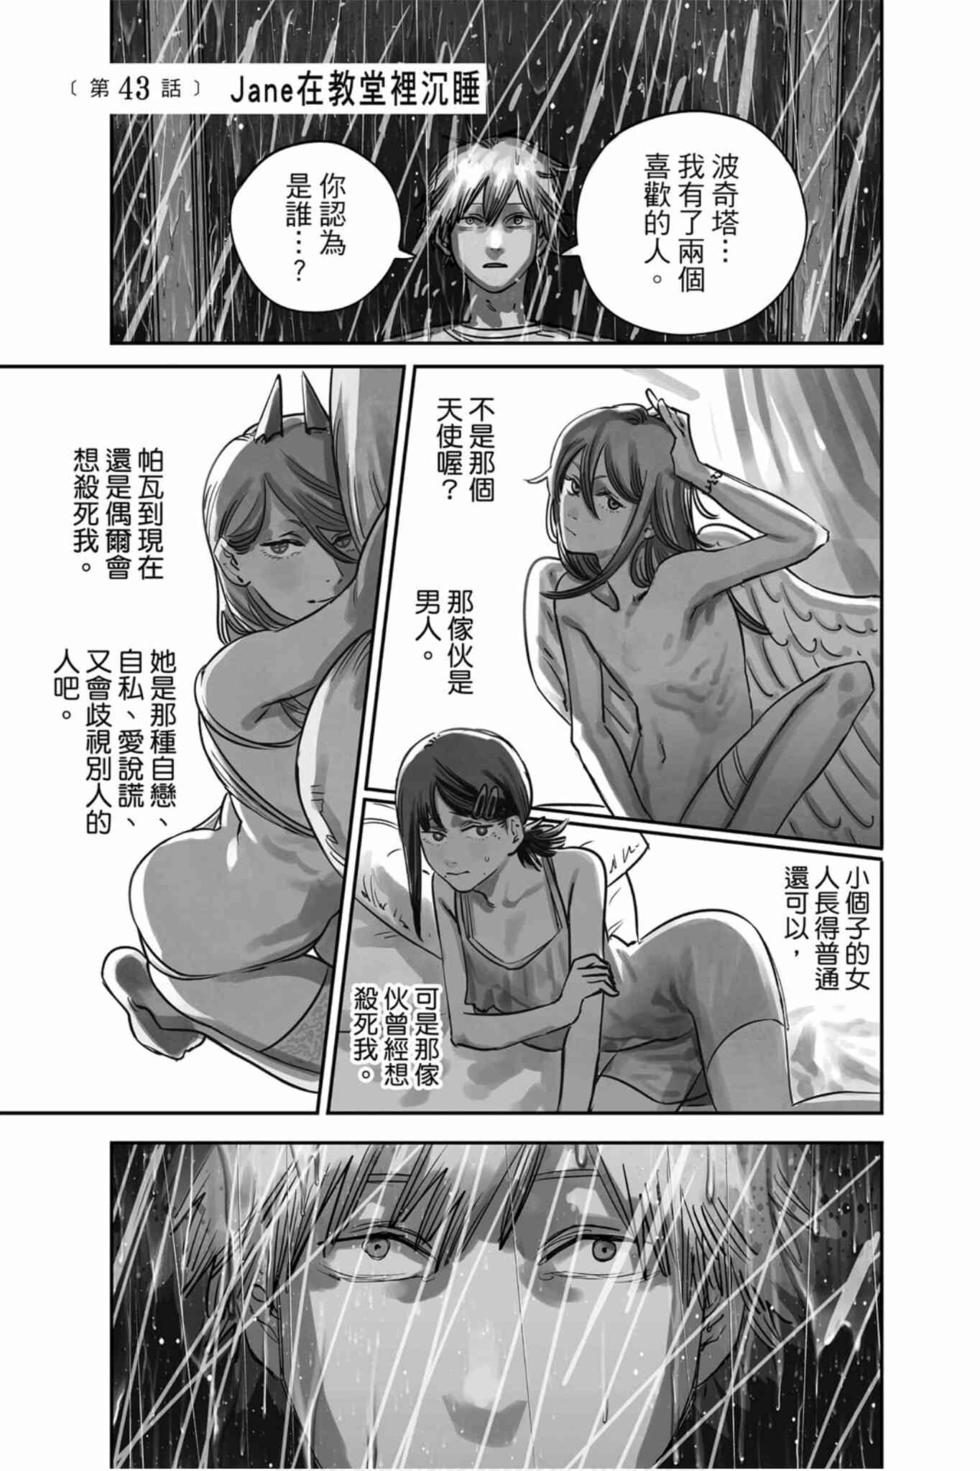 〔第43話〕 Jane在教堂裡沉睡
波奇塔…
我有了兩個
喜歡的人。
你認為
是誰…？
不是那個
天使喔？
那傢伙是
男人。
小個子的女
人長得普通
還可以，
可是那傢
伙曾經想
殺死我。
帕瓦到現在
還是偶爾會
想殺死我。
她是那種自戀、
自私、愛說謊、
又會歧視別人的
人吧。